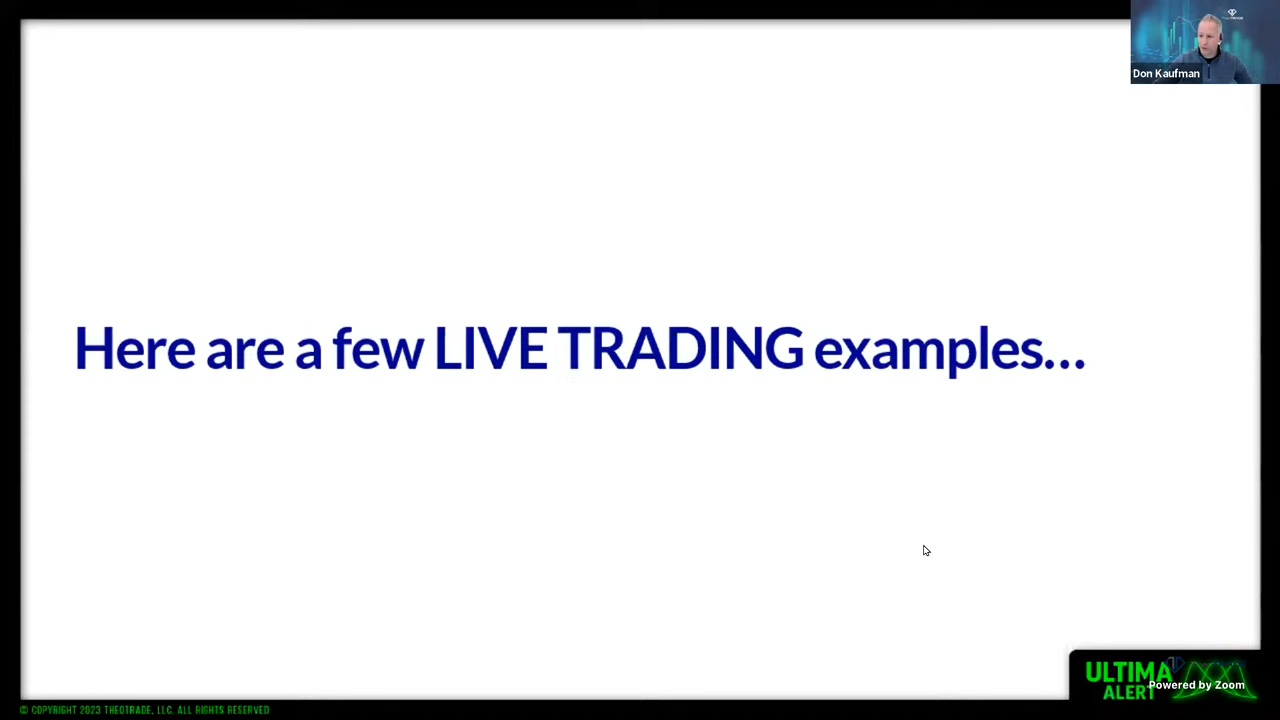 Don Kaufman
Here are a few LIVE TRADING examples...
ULTIMA
ALERT
Powered by Zoom
© COPYRIGHT 2023 THEOTRADE, LLC. ALL RIGHTS RESERVED